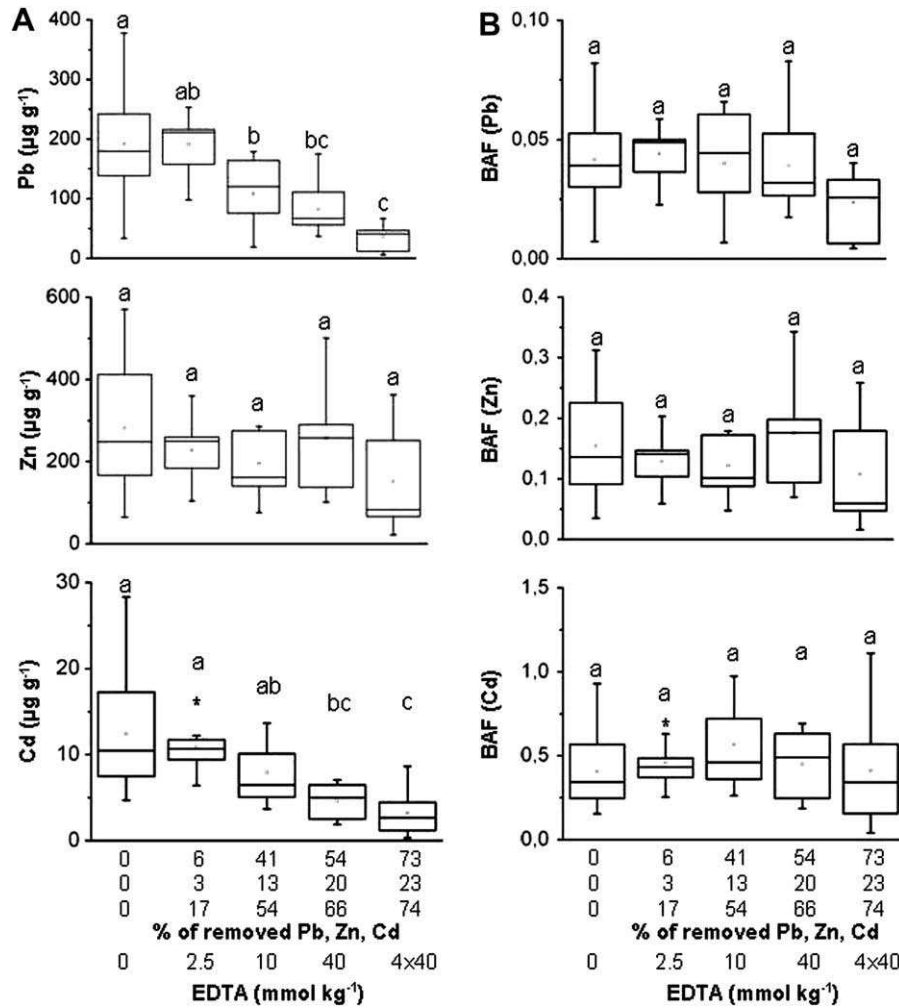 A
B
400
300
200
100
0
Pb (µg g⁻¹)
a
ab
b
bc
c
0,10
0,05
0,00
BAF (Pb)
a
a
a
a
a
600
400
200
0
Zn (µg g⁻¹)
a
a
a
a
a
0,4
0,3
0,2
0,1
0,0
BAF (Zn)
a
a
a
a
a
30
20
10
0
Cd (µg g⁻¹)
a
a
*
ab
bc
c
1,5
1,0
0,5
0,0
BAF (Cd)
a
a
*
a
a
a
0 6 41 54 73
0 3 13 20 23
0 17 54 66 74
% of removed Pb, Zn, Cd
0 2.5 10 40 4×40
EDTA (mmol kg⁻¹)
0 6 41 54 73
0 3 13 20 23
0 17 54 66 74
% of removed Pb, Zn, Cd
0 2.5 10 40 4×40
EDTA (mmol kg⁻¹)